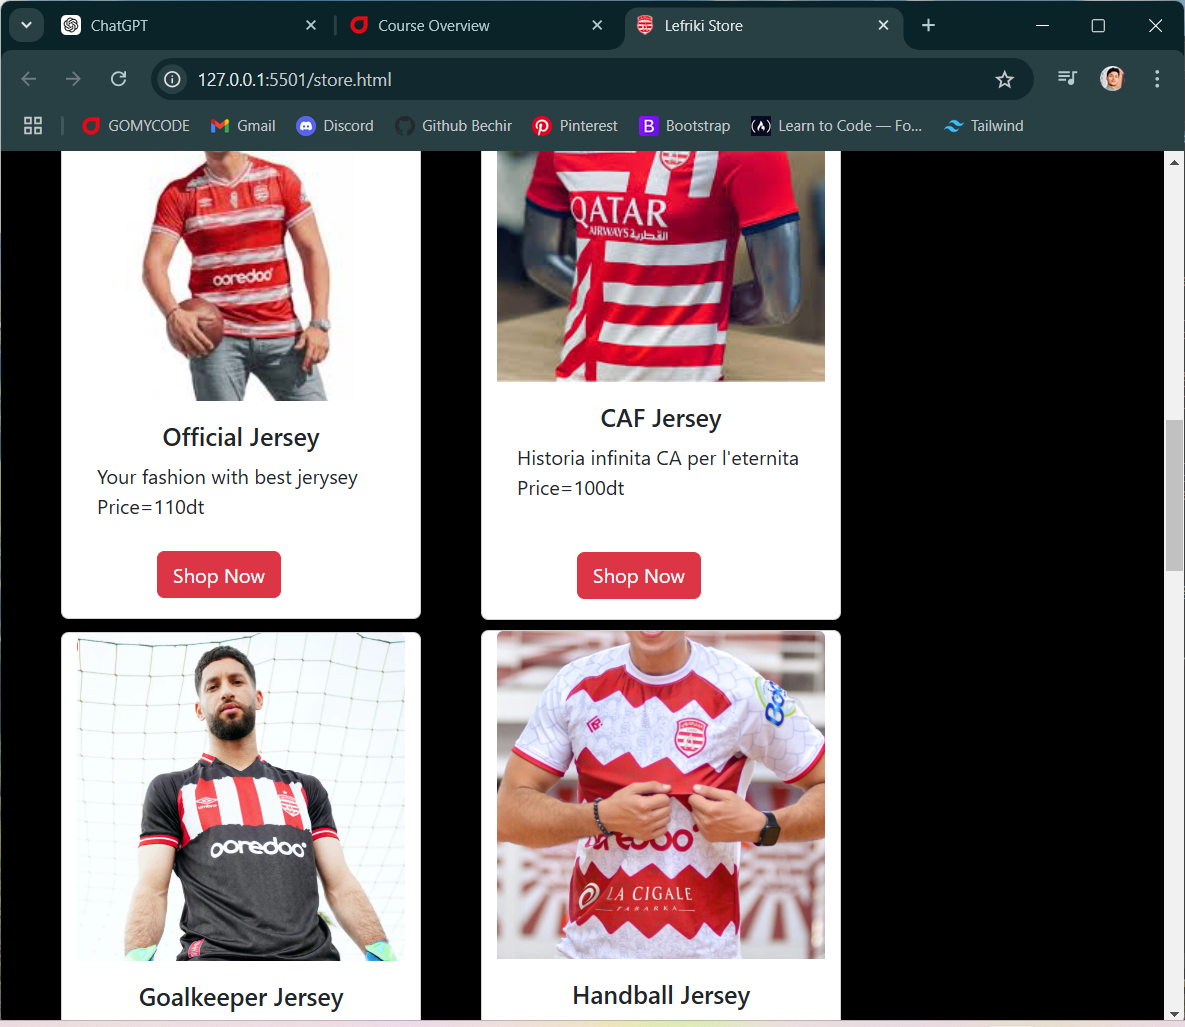 ChatGPT
Course Overview
Lefriki Store
127.0.0.1:5501/store.html
GOMYCODE
Gmail
Discord
Github Bechir
Pinterest
Bootstrap
Learn to Code — Fo...
Tailwind
ooredoo
QATAR
AIRWAYS القطرية
Official Jersey
Your fashion with best jerysey
Price=110dt
Shop Now
CAF Jersey
Historia infinita CA per l'eternita
Price=100dt
Shop Now
umbro
ooredoo
Goalkeeper Jersey
ooredoo
LA CIGALE
TABARKA
Handball Jersey